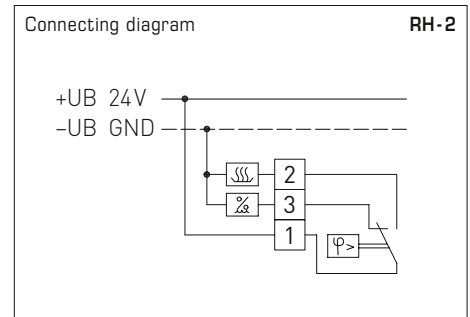 Connecting diagram RH-2
+UB 24V
–UB GND
2
3
1
φ>